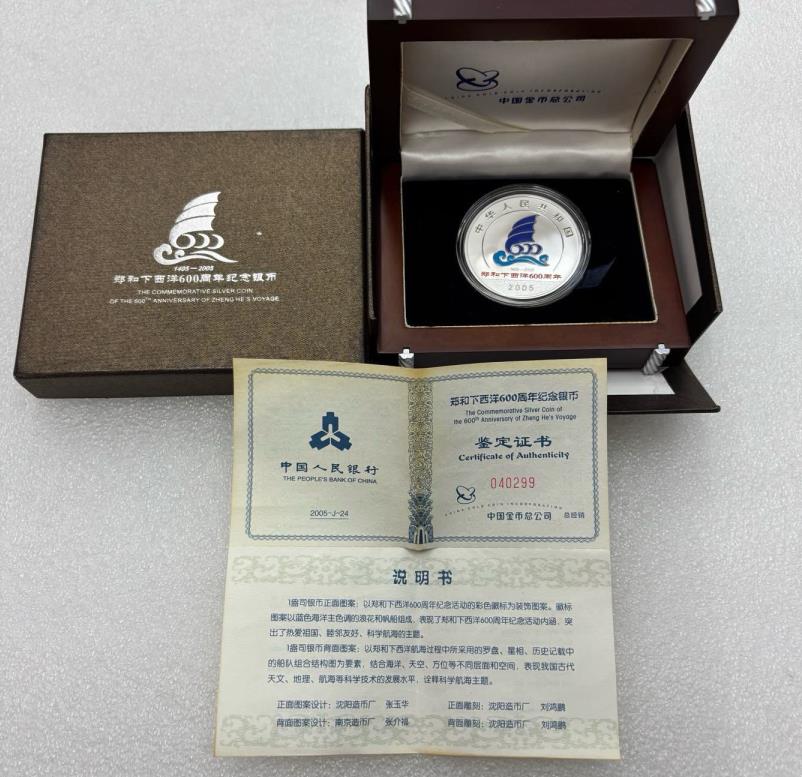 CHINA GOLD COIN INCORPORATION
中国金币总公司
中华人民共和国
1405-2005
郑和下西洋600周年
2005
1405-2005
郑和下西洋600周年纪念银币
THE COMMEMORATIVE SILVER COIN
OF THE 600TH ANNIVERSARY OF ZHENG HE'S VOYAGE
中国人民银行
THE PEOPLE'S BANK OF CHINA
2005-J-24
郑和下西洋600周年纪念银币
The Commemorative Silver Coin of
the 600th Anniversary of Zheng He's Voyage
鉴定证书
Certificate of Authenticity
040299
CHINA GOLD COIN INCORPORATION
中国金币总公司 总经销
说明书
1盎司银币正面图案：以郑和下西洋600周年纪念活动的彩色徽标为装饰图案。徽标
图案以蓝色海洋主色调的浪花和帆船组成，表现了郑和下西洋600周年纪念活动内涵，突
出了热爱祖国、睦邻友好、科学航海的主题。
1盎司银币背面图案：以郑和下西洋航海过程中所采用的罗盘、星相、历史记载中
的船队组合结构图为要素，结合海洋、天空、方位等不同层面和空间，表现我国古代
天文、地理、航海等科学技术的发展水平，诠释科学航海主题。
正面图案设计：沈阳造币厂 张玉华 正面雕刻：沈阳造币厂 刘鸿鹏
背面图案设计：南京造币厂 张介福 背面雕刻：沈阳造币厂 刘鸿鹏